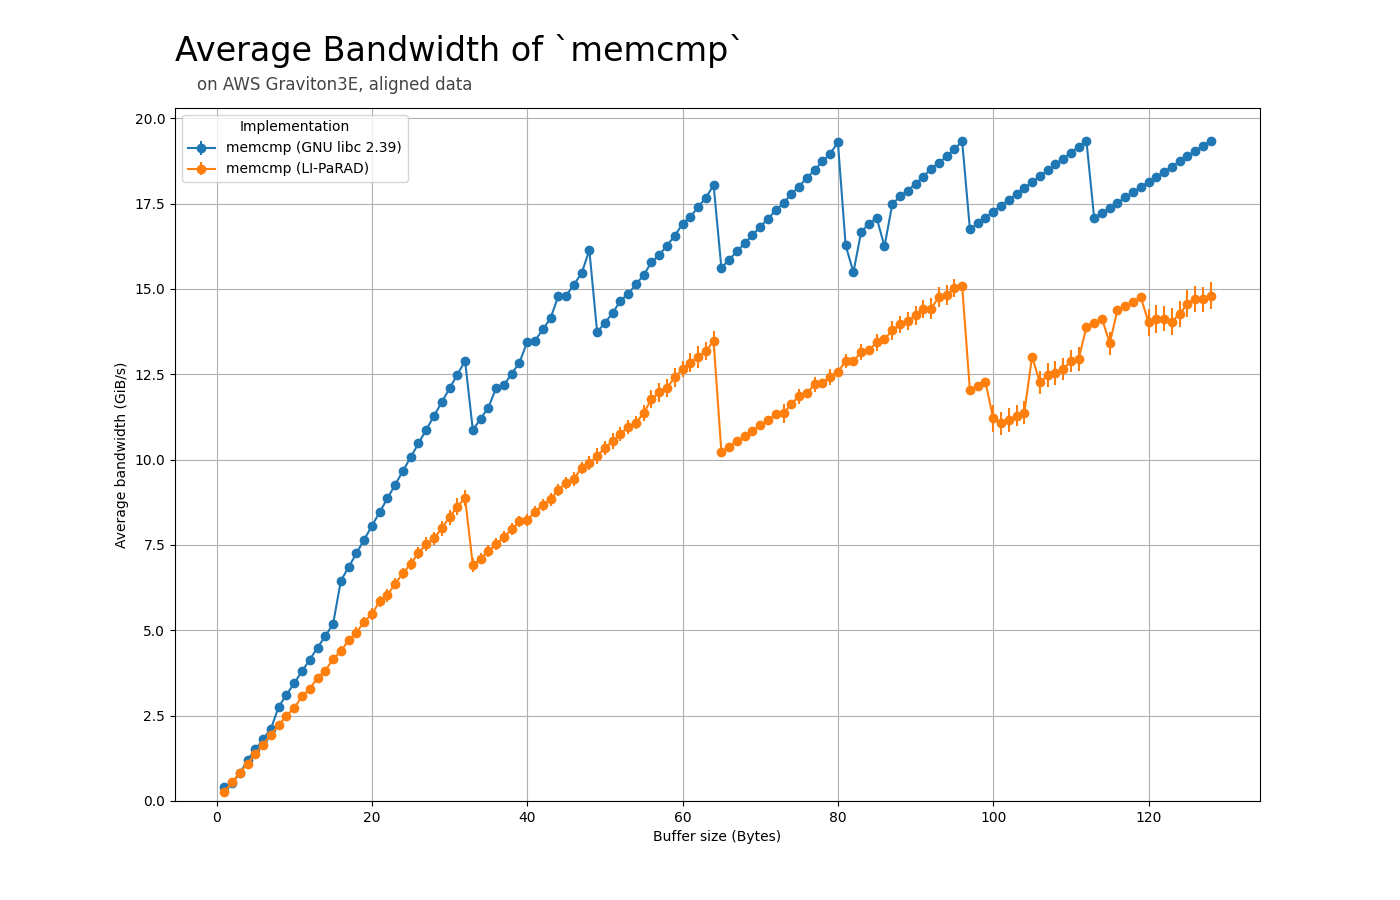 Average Bandwidth of `memcmp`
on AWS Graviton3E, aligned data
Implementation
memcmp (GNU libc 2.39)
memcmp (LI-PaRAD)
20.0
17.5
15.0
12.5
10.0
7.5
5.0
2.5
0.0
Average bandwidth (GiB/s)
0 20 40 60 80 100 120
Buffer size (Bytes)